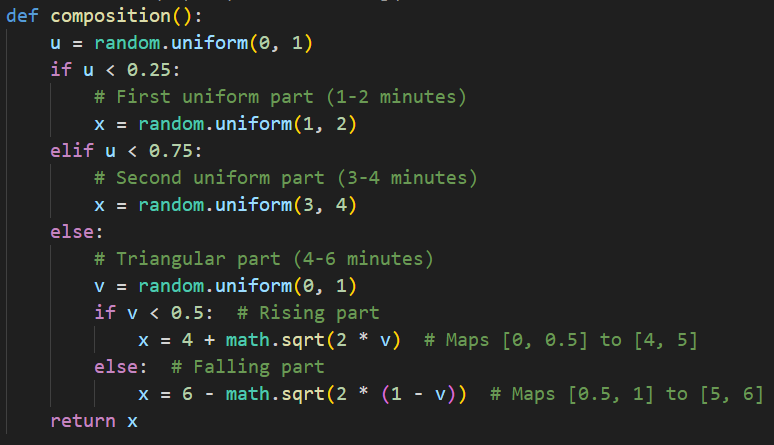 def composition():
    u = random.uniform(0, 1)
    if u < 0.25:
        # First uniform part (1-2 minutes)
        x = random.uniform(1, 2)
    elif u < 0.75:
        # Second uniform part (3-4 minutes)
        x = random.uniform(3, 4)
    else:
        # Triangular part (4-6 minutes)
        v = random.uniform(0, 1)
        if v < 0.5:  # Rising part
            x = 4 + math.sqrt(2 * v)  # Maps [0, 0.5] to [4, 5]
        else:  # Falling part
            x = 6 - math.sqrt(2 * (1 - v))  # Maps [0.5, 1] to [5, 6]
    return x